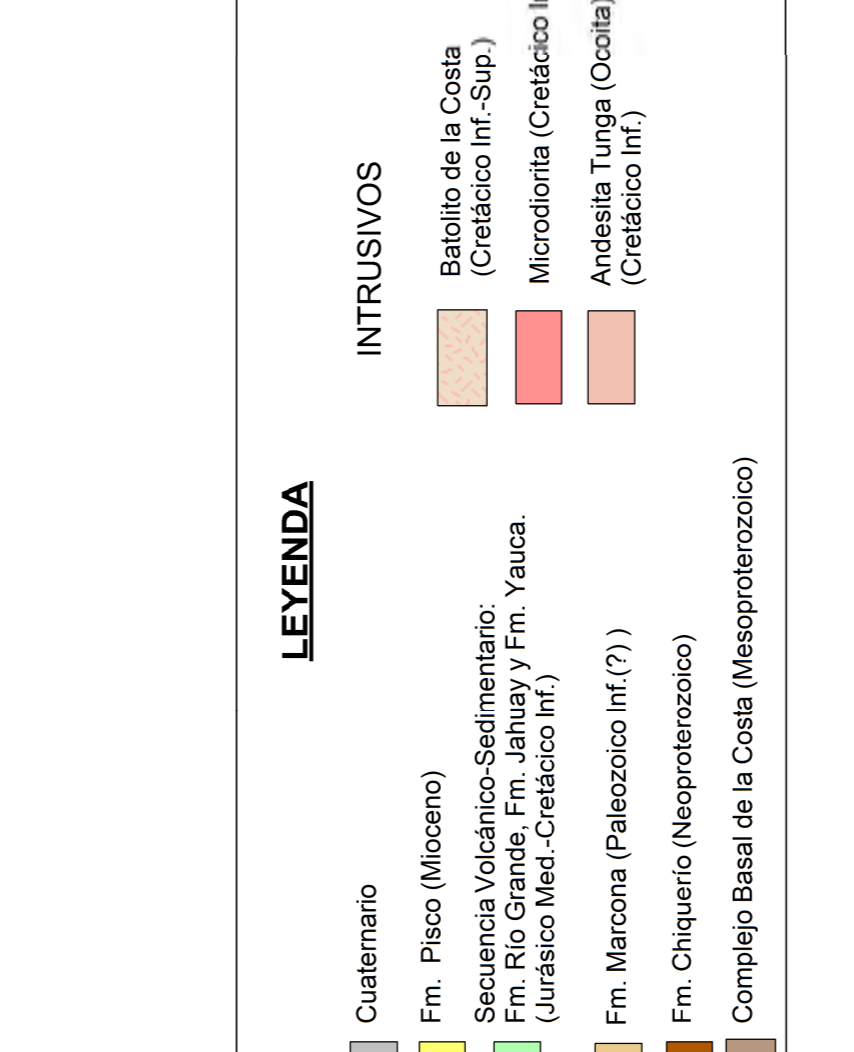 LEYENDA
Cuaternario
Fm. Pisco (Mioceno)
Secuencia Volcánico-Sedimentario:
Fm. Río Grande, Fm. Jahuay y Fm. Yauca.
(Jurásico Med.-Cretácico Inf.)
Fm. Marcona (Paleozoico Inf.(?) )
Fm. Chiquerío (Neoproterozoico)
Complejo Basal de la Costa (Mesoproterozoico)
INTRUSIVOS
Batolito de la Costa
(Cretácico Inf.-Sup.)
Microdiorita (Cretácico
Andesita Tunga (Ocoita)
(Cretácico Inf.)